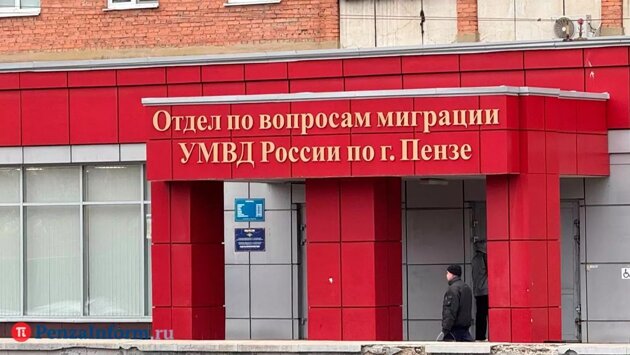 Отдел по вопросам миграции
УМВД России по г. Пензе
PenzaInform.ru